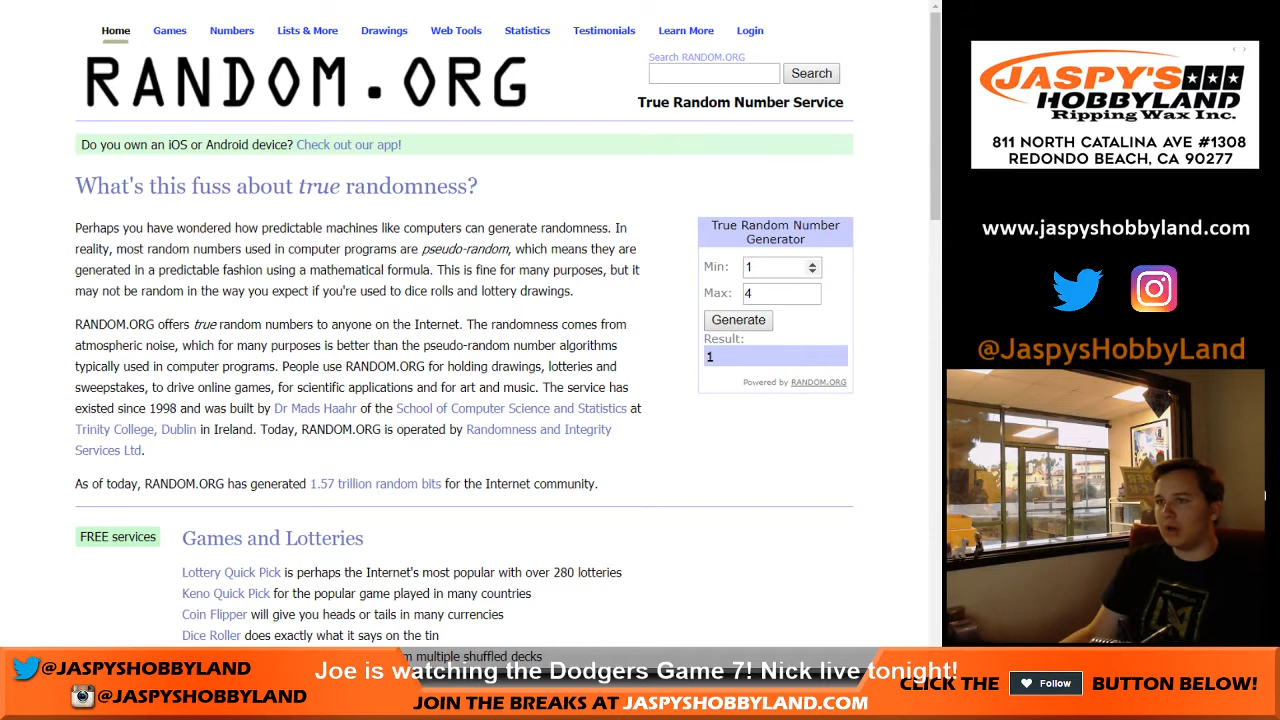 Home Games Numbers Lists & More Drawings Web Tools Statistics Testimonials Learn More Login
RANDOM.ORG
Search RANDOM.ORG
Search
True Random Number Service
Do you own an iOS or Android device? Check out our app!
What's this fuss about true randomness?
Perhaps you have wondered how predictable machines like computers can generate randomness. In
reality, most random numbers used in computer programs are pseudo-random, which means they are
generated in a predictable fashion using a mathematical formula. This is fine for many purposes, but it
may not be random in the way you expect if you're used to dice rolls and lottery drawings.
RANDOM.ORG offers true random numbers to anyone on the Internet. The randomness comes from
atmospheric noise, which for many purposes is better than the pseudo-random number algorithms
typically used in computer programs. People use RANDOM.ORG for holding drawings, lotteries and
sweepstakes, to drive online games, for scientific applications and for art and music. The service has
existed since 1998 and was built by Dr Mads Haahr of the School of Computer Science and Statistics at
Trinity College, Dublin in Ireland. Today, RANDOM.ORG is operated by Randomness and Integrity
Services Ltd.
As of today, RANDOM.ORG has generated 1.57 trillion random bits for the Internet community.
True Random Number
Generator
Min: 1
Max: 4
Generate
Result:
1
Powered by RANDOM.ORG
FREE services
Games and Lotteries
Lottery Quick Pick is perhaps the Internet's most popular with over 280 lotteries
Keno Quick Pick for the popular game played in many countries
Coin Flipper will give you heads or tails in many currencies
Dice Roller does exactly what it says on the tin
m multiple shuffled decks
JASPY'S
HOBBYLAND
Ripping Wax Inc.
811 NORTH CATALINA AVE #1308
REDONDO BEACH, CA 90277
www.jaspyshobbyland.com
@JaspysHobbyLand
@JASPYSHOBBYLAND
@JASPYSHOBBYLAND
Joe is watching the Dodgers Game 7! Nick live tonight!
JOIN THE BREAKS AT JASPYSHOBBYLAND.COM
CLICK THE Follow BUTTON BELOW!